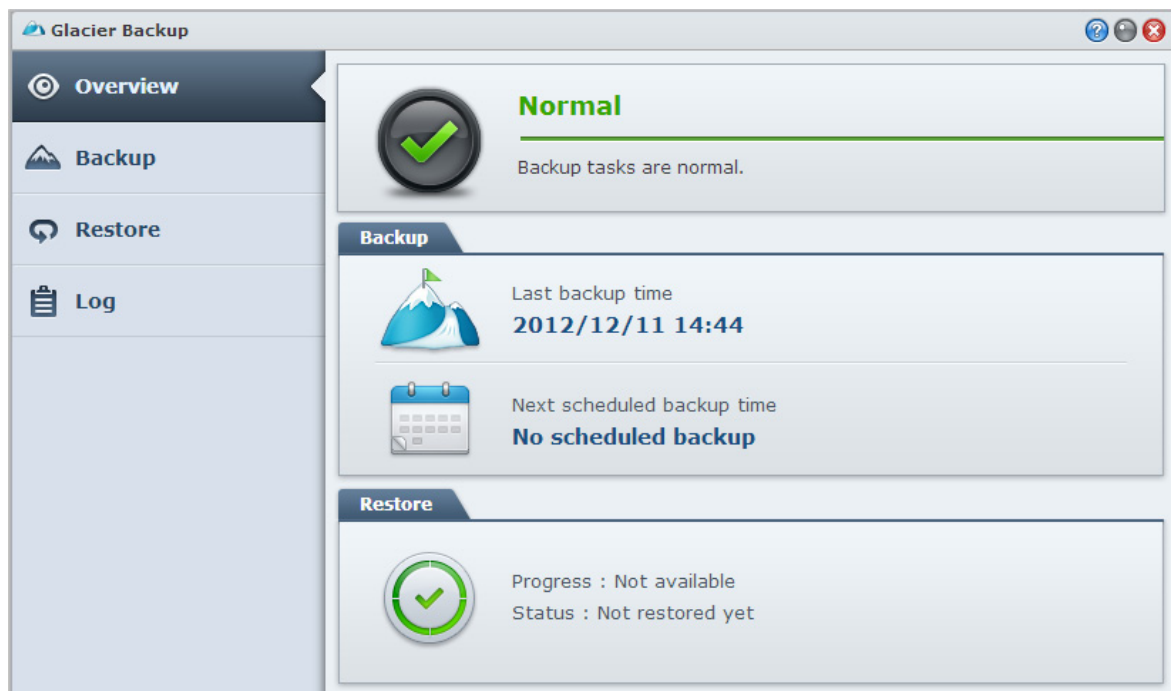 Glacier Backup
Overview
Backup
Restore
Log
Normal
Backup tasks are normal.
Backup
Last backup time
2012/12/11 14:44
Next scheduled backup time
No scheduled backup
Restore
Progress : Not available
Status : Not restored yet